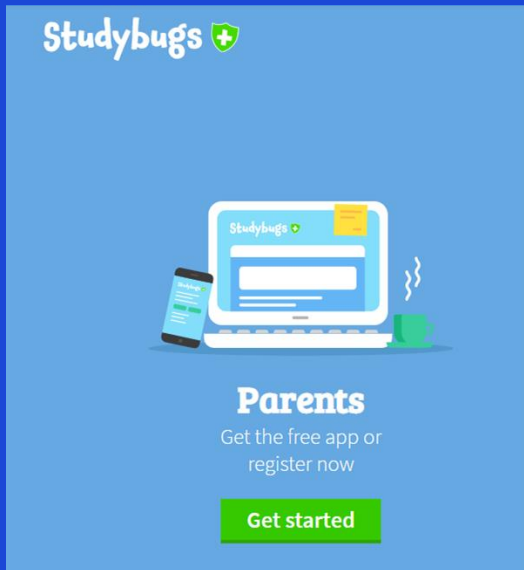 Studybugs
Studybugs
Studybugs
Parents
Get the free app or
register now
Get started